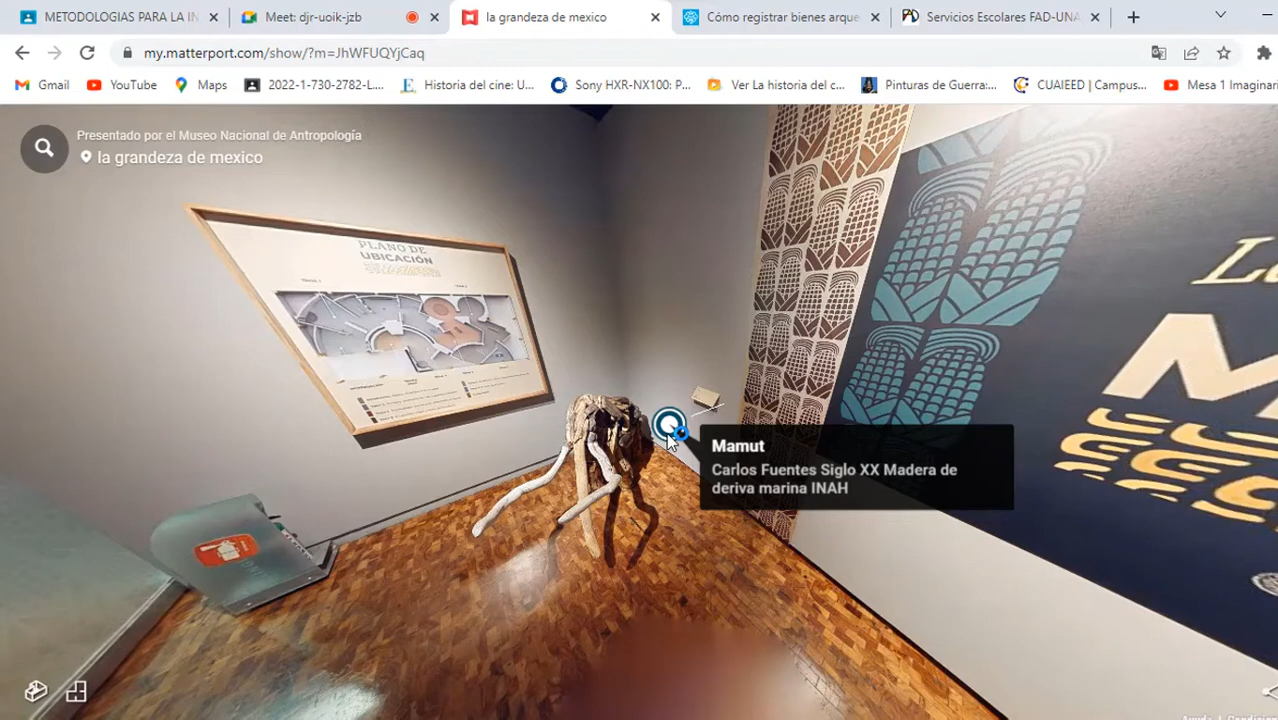 METODOLOGIAS PARA LA IN
Meet: djr-uoik-jzb
la grandeza de mexico
Cómo registrar bienes arque
Servicios Escolares FAD-UNA
my.matterport.com/show/?m=JhWFUQYjCaq
Gmail
YouTube
Maps
2022-1-730-2782-L...
Historia del cine: U...
Sony HXR-NX100: P...
Ver La historia del c...
Pinturas de Guerra:...
CUAIEED | Campus...
Mesa 1 Imaginari
Presentado por el Museo Nacional de Antropología
la grandeza de mexico
PLANO DE
UBICACIÓN
La
Mamut
Carlos Fuentes Siglo XX Madera de
deriva marina INAH